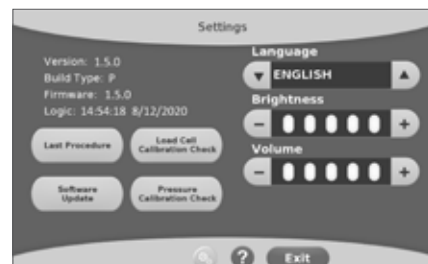 Settings
Version: 1.5.0
Build Type: P
Firmware: 1.5.0
Logic: 14:54:18 8/12/2020
Last Procedure
Load Cell
Calibration Check
Software
Update
Pressure
Calibration Check
Language
ENGLISH
Brightness
Volume
? Exit